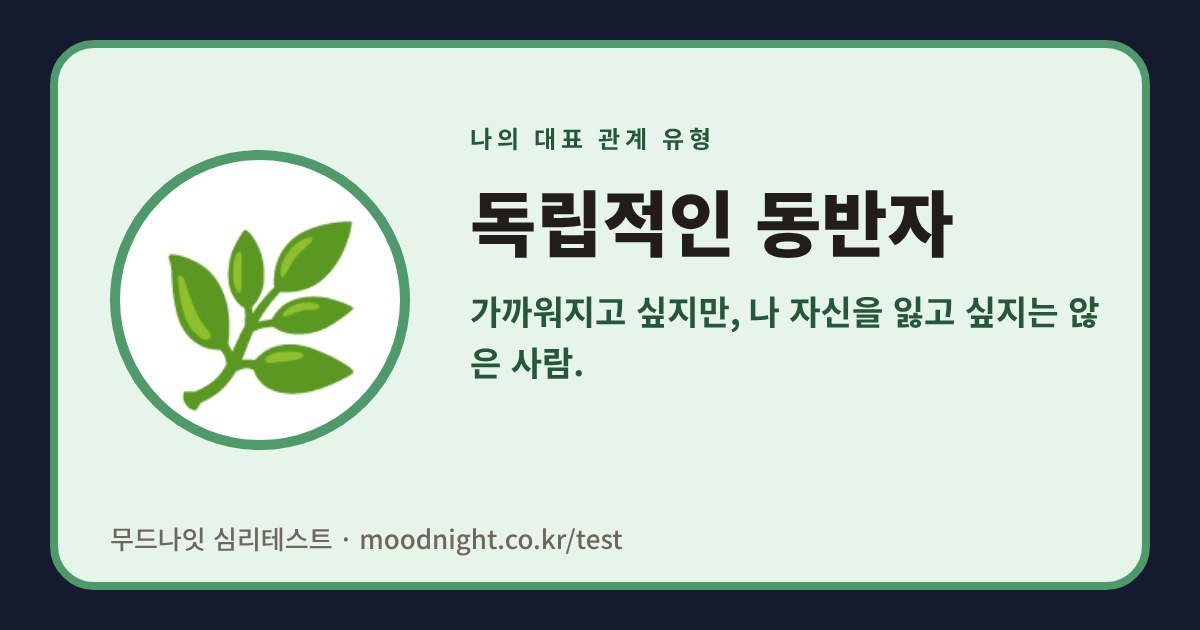 나의 대표 관계 유형
독립적인 동반자
가까워지고 싶지만, 나 자신을 잃고 싶지는 않
은 사람.
무드나잇 심리테스트 · moodnight.co.kr/test